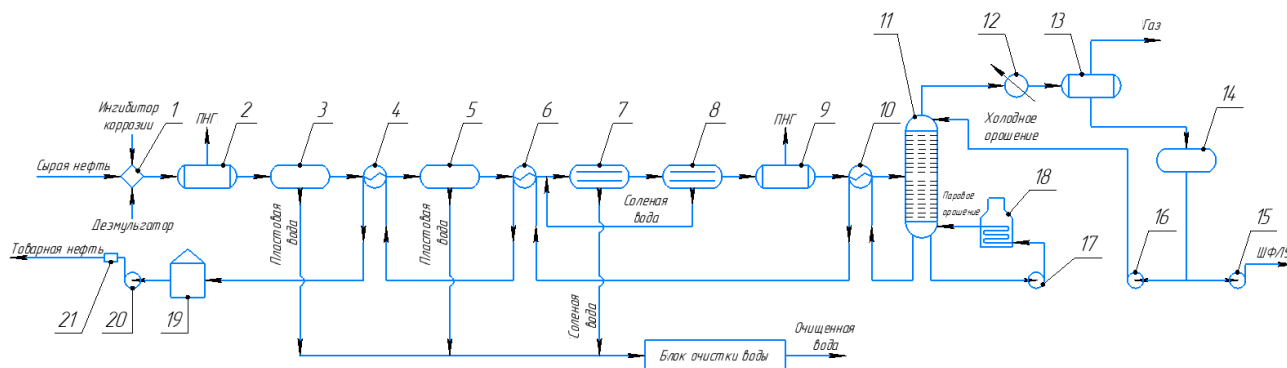 11
12
13
Газ
14
Ингибитор
коррозии
1
ПНГ
2
3
4
5
6
7
8
ПНГ
9
10
Холодное
орошение
Сырая нефть
Соленая
вода
Паровое
орошение
18
Деэмульгатор
Пластовая
вода
Пластовая
вода
Товарная нефть
16
15
ШФЛУ
17
21
20
19
Соленая
вода
Блок очистки воды
Очищенная
вода